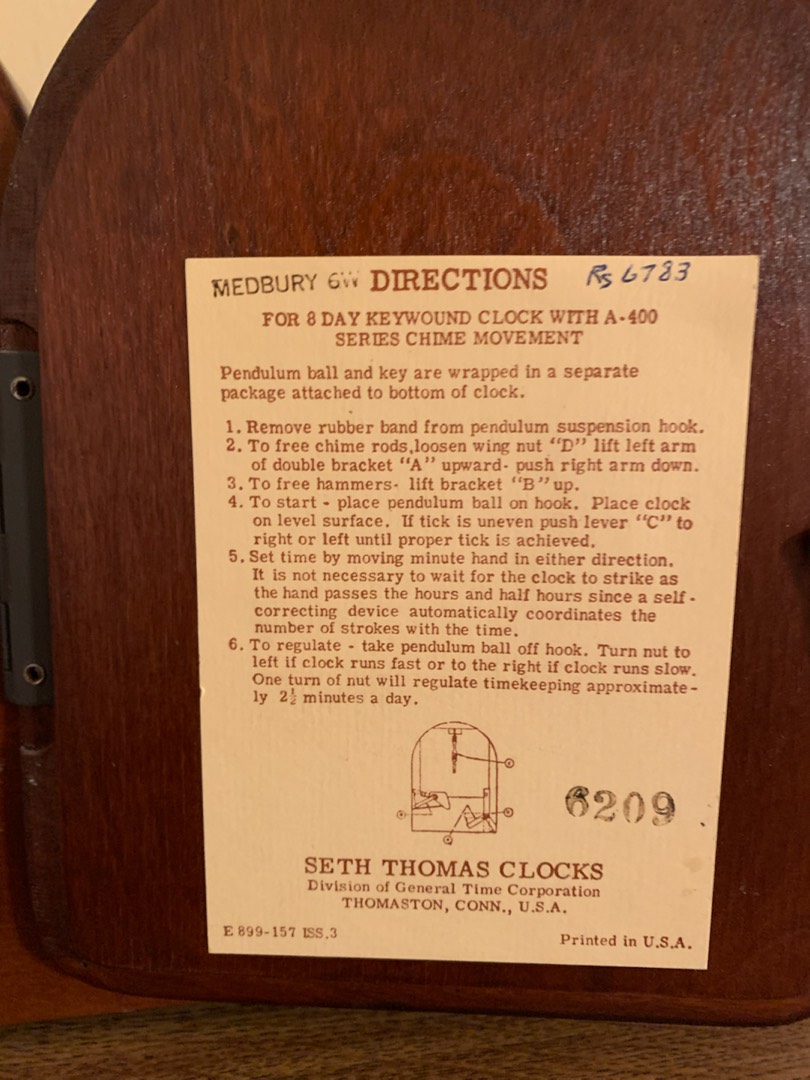 MEDBURY 6W DIRECTIONS Rs 6783
FOR 8 DAY KEYWOUND CLOCK WITH A-400
SERIES CHIME MOVEMENT
Pendulum ball and key are wrapped in a separate
package attached to bottom of clock.
1. Remove rubber band from pendulum suspension hook.
2. To free chime rods,loosen wing nut "D" lift left arm
of double bracket "A" upward- push right arm down.
3. To free hammers- lift bracket "B" up.
4. To start - place pendulum ball on hook. Place clock
on level surface. If tick is uneven push lever "C" to
right or left until proper tick is achieved.
5. Set time by moving minute hand in either direction.
It is not necessary to wait for the clock to strike as
the hand passes the hours and half hours since a self-
correcting device automatically coordinates the
number of strokes with the time.
6. To regulate - take pendulum ball off hook. Turn nut to
left if clock runs fast or to the right if clock runs slow.
One turn of nut will regulate timekeeping approximate-
ly 2½ minutes a day.
6209
SETH THOMAS CLOCKS
Division of General Time Corporation
THOMASTON, CONN., U.S.A.
E 899-157 ISS.3
Printed in U.S.A.